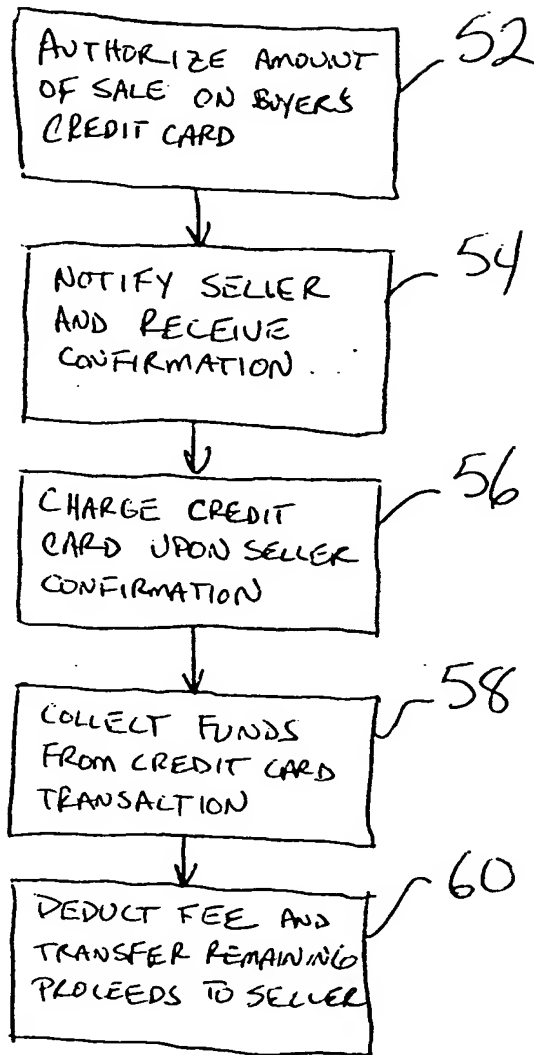 AUTHORIZE AMOUNT
OF SALE ON BUYER'S
CREDIT CARD
52
NOTIFY SELLER
AND RECEIVE
CONFIRMATION
54
CHARGE CREDIT
CARD UPON SELLER
CONFIRMATION
56
COLLECT FUNDS
FROM CREDIT CARD
TRANSACTION
58
DEDUCT FEE AND
TRANSFER REMAINING
PROCEEDS TO SELLER
60